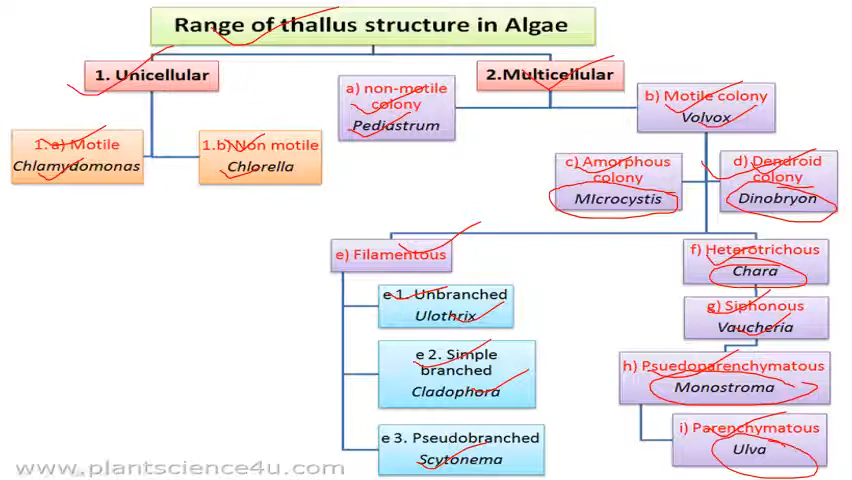 Range of thallus structure in Algae
1. Unicellular
2.Multicellular
a) non-motile
colony
Pediastrum
b) Motile colony
Volvox
1.a) Motile
Chlamydomonas
1.b) Non motile
Chlorella
c) Amorphous
colony
MIcrocystis
d) Dendroid
colony
Dinobryon
e) Filamentous
f) Heterotrichous
Chara
e 1. Unbranched
Ulothrix
g) Siphonous
Vaucheria
e 2. Simple
branched
Cladophora
h) Psuedoparenchymatous
Monostroma
e 3. Pseudobranched
Scytonema
i) Parenchymatous
Ulva
www.plantscience4u.com